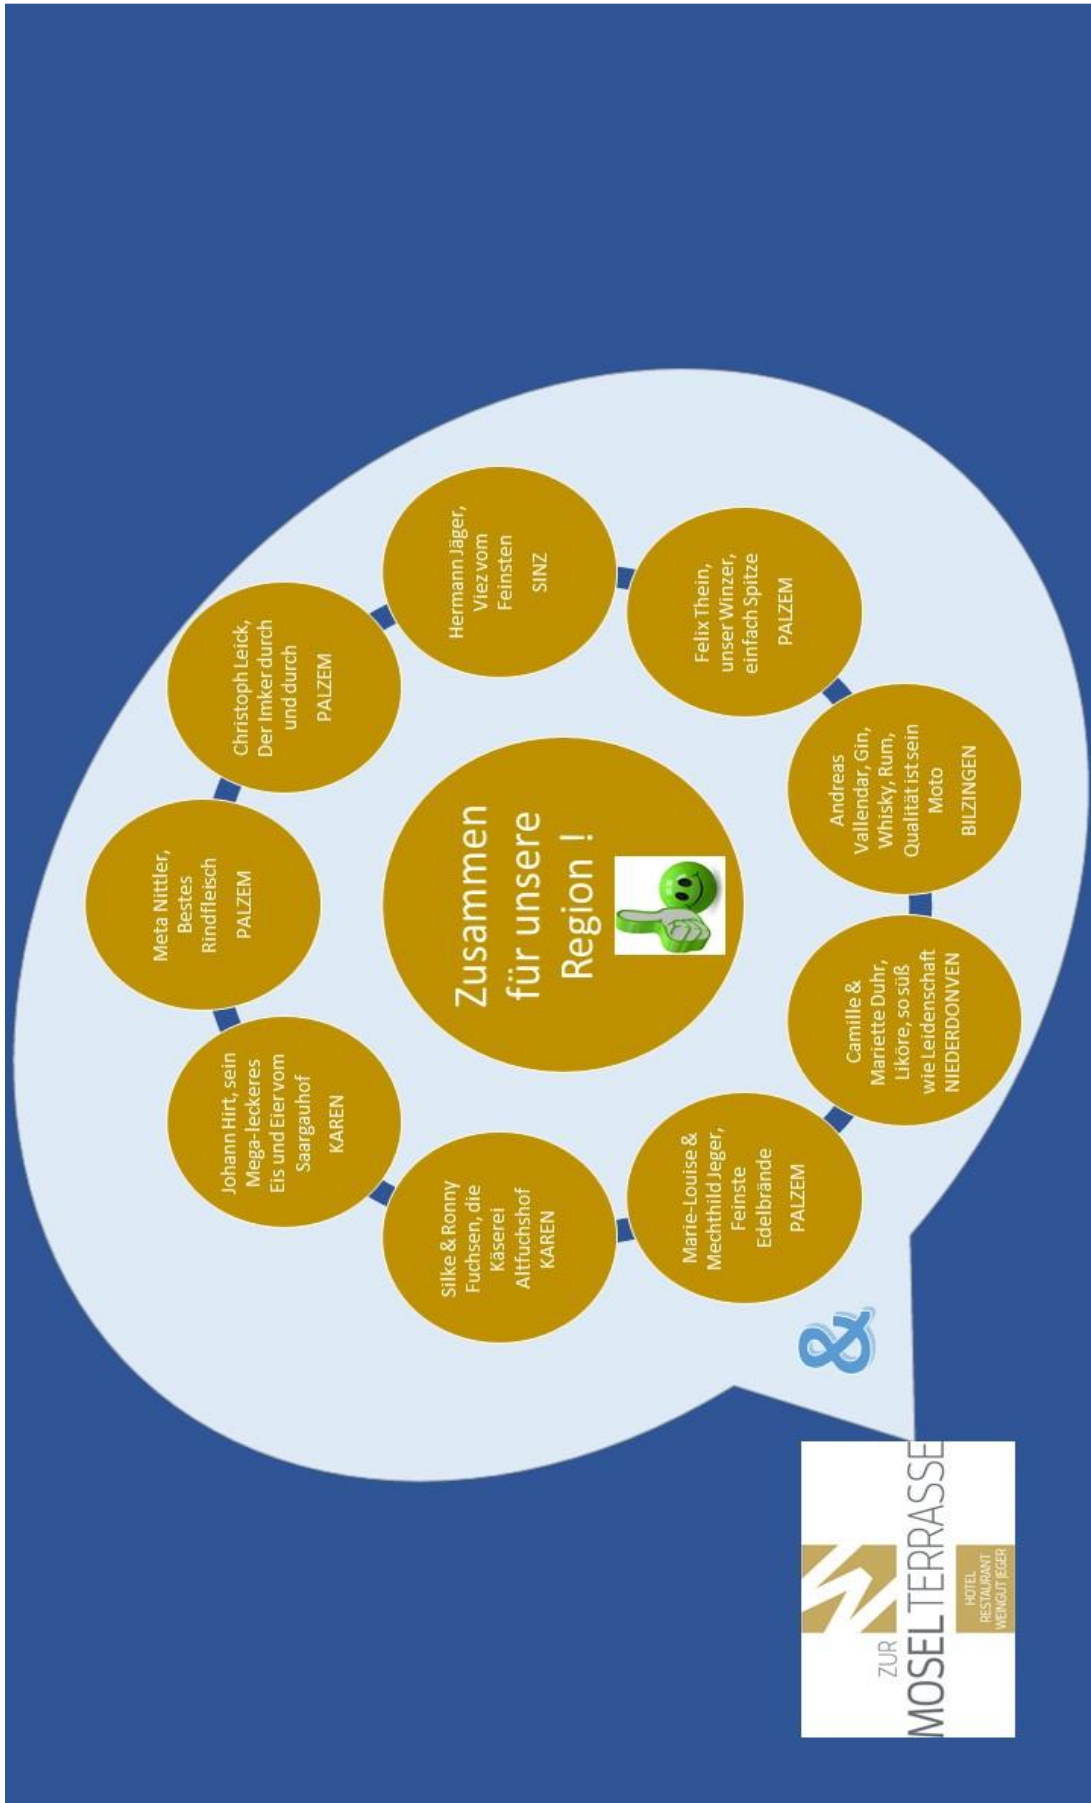 Zusammen
für unsere
Region !
Meta Nittler,
Bestes
Rindfleisch
PALZEM
Christoph Leick,
Der Imker durch
und durch
PALZEM
Hermann Jäger,
Viez vom
Feinsten
SINZ
Felix Thein,
unser Winzer,
einfach Spitze
PALZEM
Andreas
Vallendar, Gin,
Whisky, Rum,
Qualität ist sein
Moto
BILZINGEN
Camille &
Mariette Duhr,
Liköre, so süß
wie Leidenschaft
NIEDERDONVEN
Marie-Louise &
Mechthild Jeger,
Feinste
Edelbrände
PALZEM
Silke & Ronny
Fuchsen, die
Käserei
Altfuchshof
KAREN
Johann Hirt, sein
Mega-leckeres
Eis und Eier vom
Saargauhof
KAREN
&
ZUR
MOSELTERRASSE
HOTEL
RESTAURANT
WEINGUT JEGER